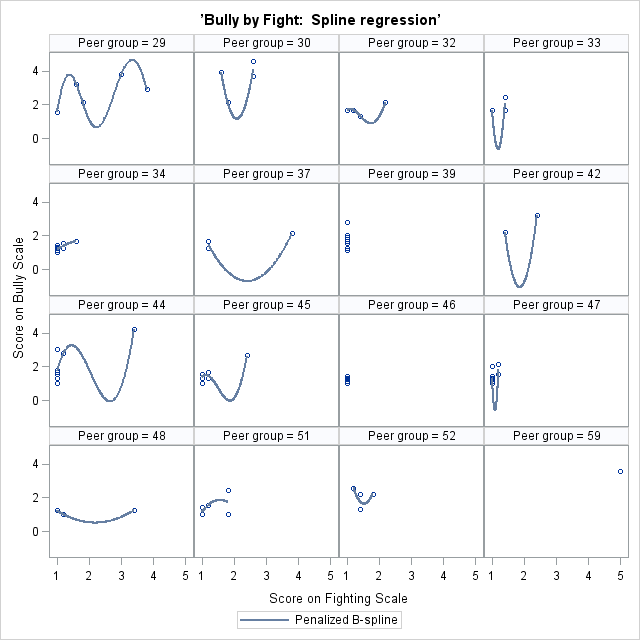 ’Bully by Fight: Spline regression’
Peer group = 29 Peer group = 30 Peer group = 32 Peer group = 33
4
2
0
Peer group = 34 Peer group = 37 Peer group = 39 Peer group = 42
4
2
0
Score on Bully Scale
Peer group = 44 Peer group = 45 Peer group = 46 Peer group = 47
4
2
0
Peer group = 48 Peer group = 51 Peer group = 52 Peer group = 59
4
2
0
1 2 3 4 5 1 2 3 4 5 1 2 3 4 5 1 2 3 4 5
Score on Fighting Scale
Penalized B-spline